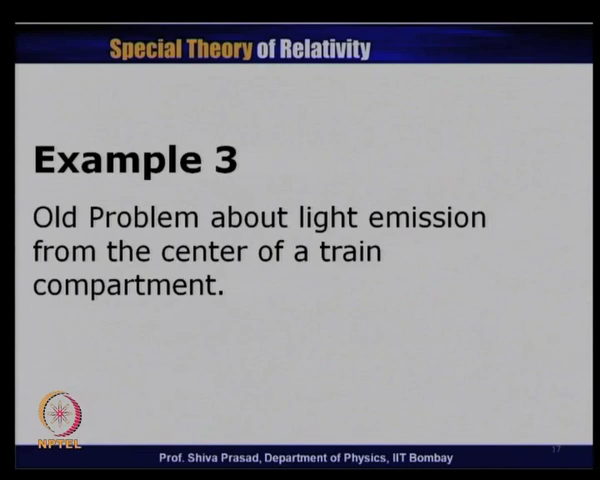 Special Theory of Relativity
Example 3
Old Problem about light emission
from the center of a train
compartment.
NPTEL
17
Prof. Shiva Prasad, Department of Physics, IIT Bombay